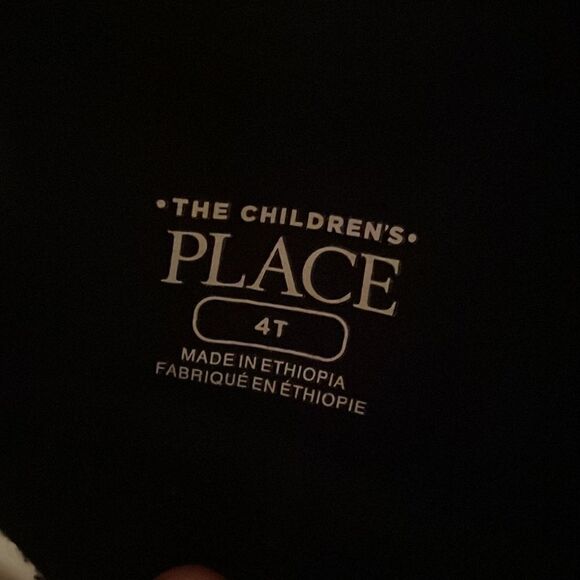 • THE CHILDREN'S •
PLACE
4T
MADE IN ETHIOPIA
FABRIQUÉ EN ÉTHIOPIE